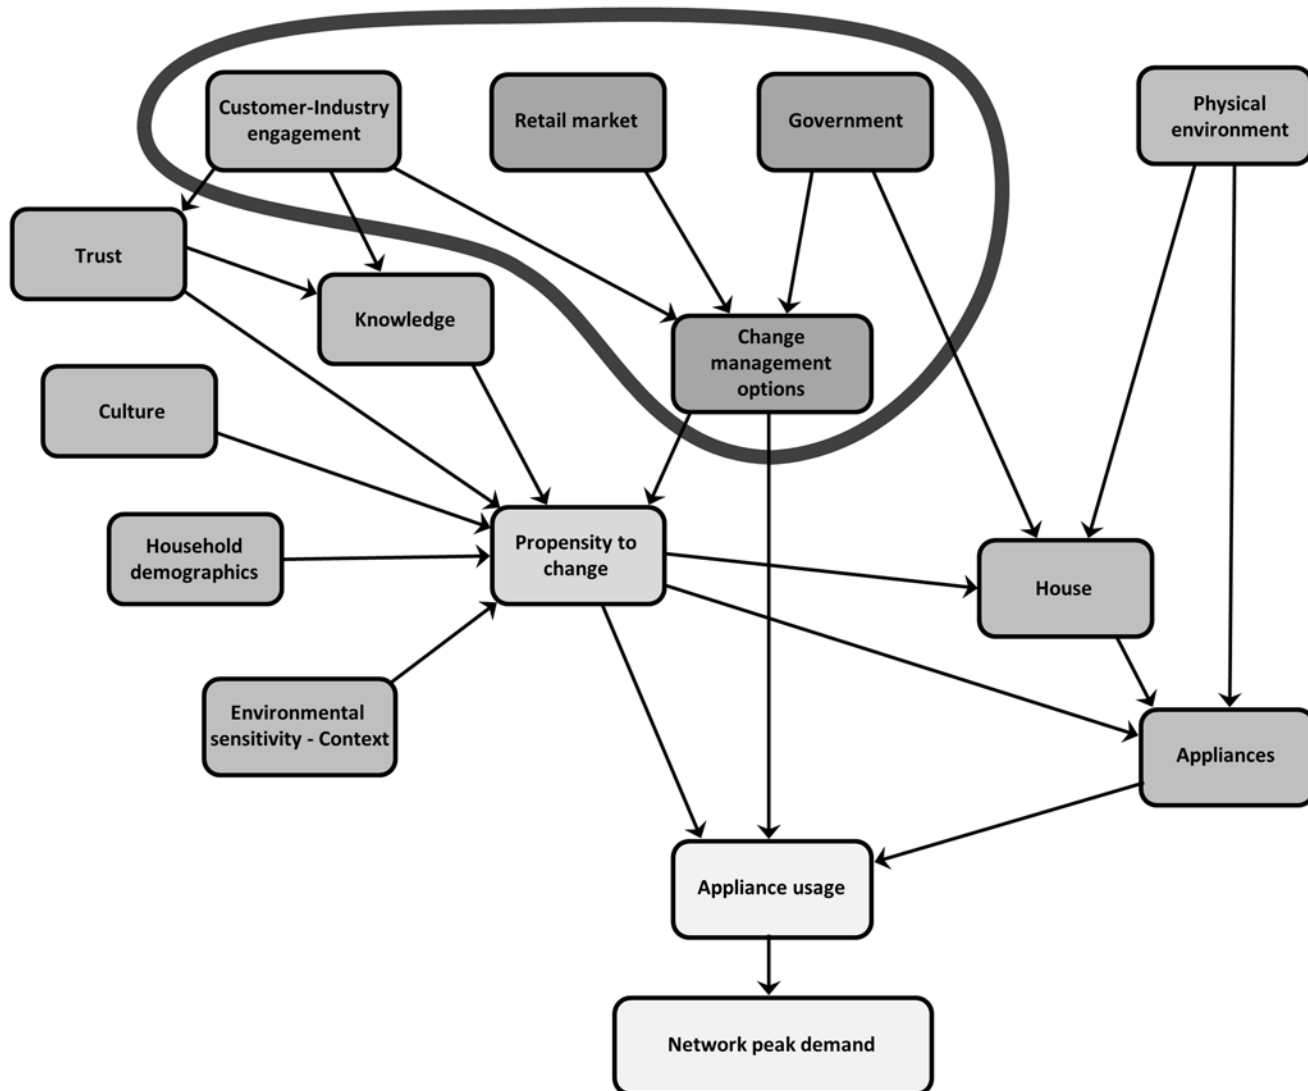 Customer-Industry
engagement
Retail market
Government
Physical
environment
Trust
Knowledge
Change
management
options
Culture
Household
demographics
Propensity to
change
House
Environmental
sensitivity - Context
Appliances
Appliance usage
Network peak demand